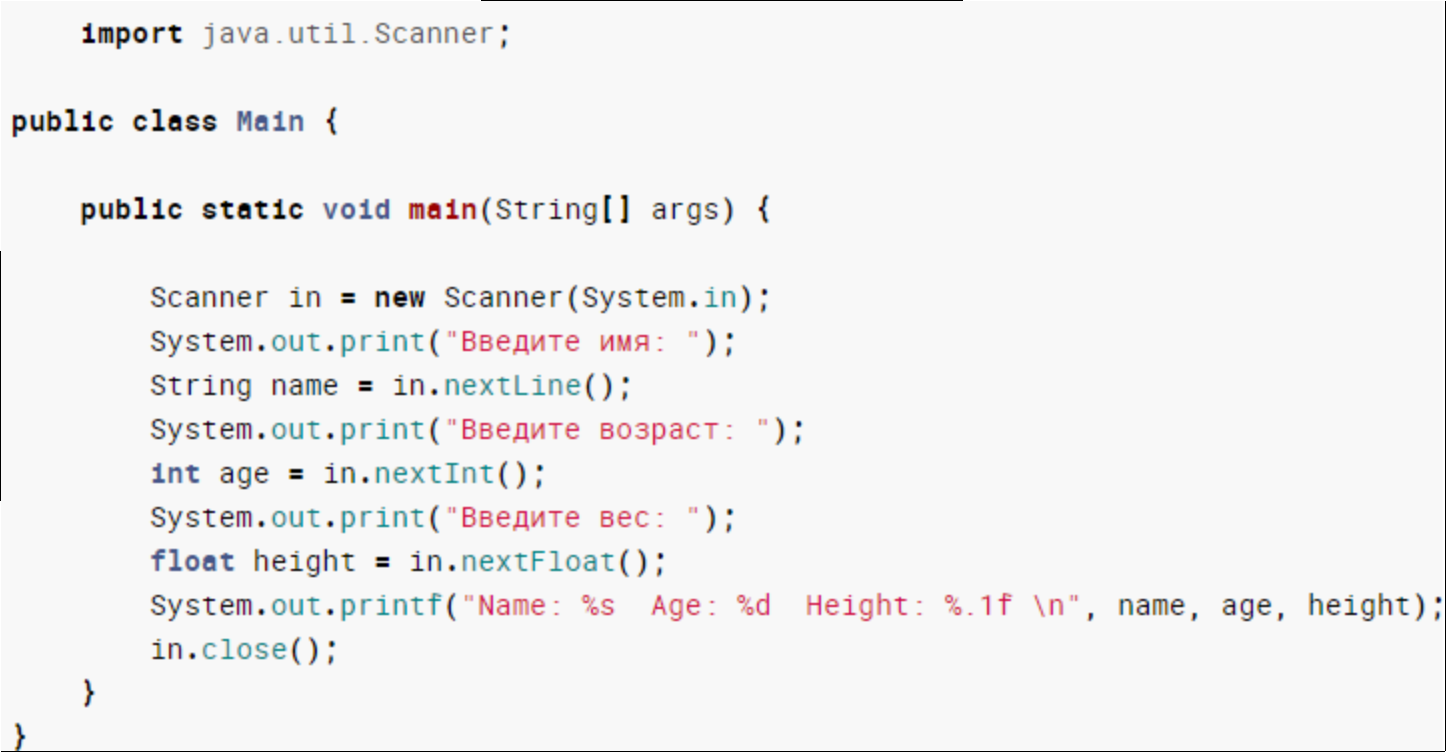 import java.util.Scanner;
public class Main {
public static void main(String[] args) {
Scanner in = new Scanner(System.in);
System.out.print("Введите имя: ");
String name = in.nextLine();
System.out.print("Введите возраст: ");
int age = in.nextInt();
System.out.print("Введите вес: ");
float height = in.nextFloat();
System.out.printf("Name: %s  Age: %d  Height: %.1f \n", name, age, height);
in.close();
}
}